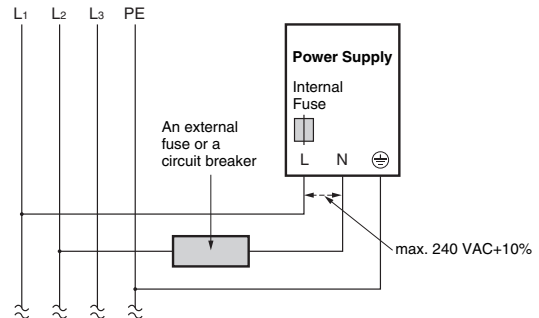 L1 L2 L3 PE
Power Supply
Internal
Fuse
An external
fuse or a
circuit breaker
L N
max. 240 VAC+10%